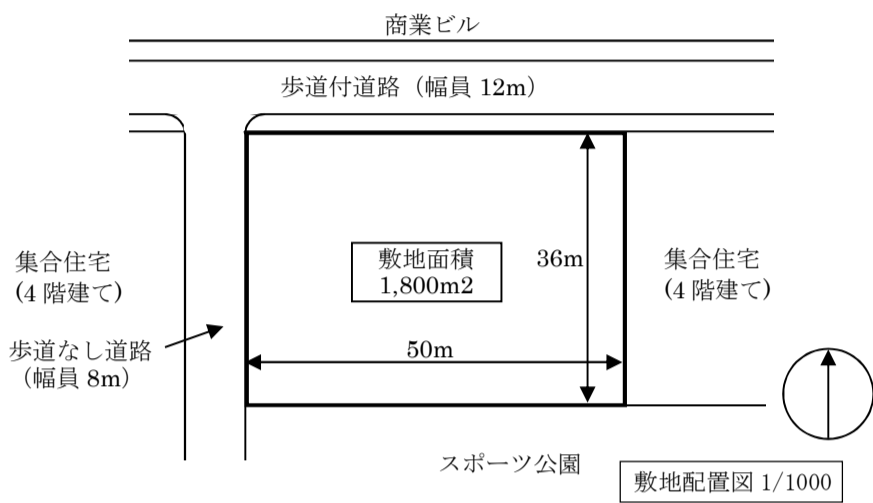 商業ビル
歩道付道路（幅員 12m）
敷地面積
1,800m2
36m
集合住宅
(4 階建て)
集合住宅
(4 階建て)
歩道なし道路
（幅員 8m）
50m
スポーツ公園
敷地配置図 1/1000